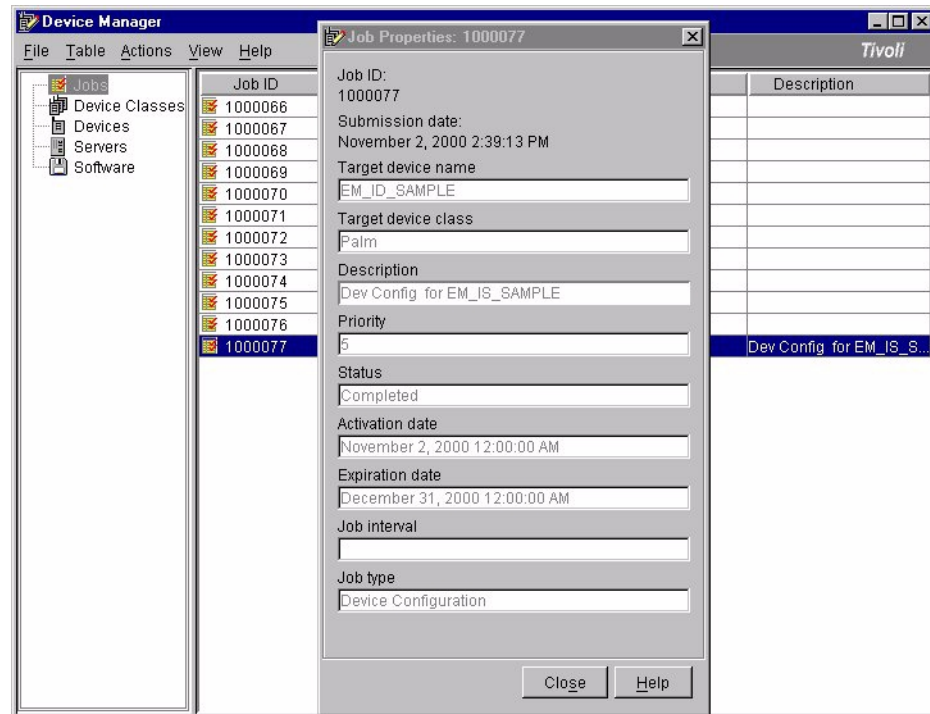 Device Manager
File Table Actions View Help
Tivoli
Jobs
Device Classes
Devices
Servers
Software
Job ID
Description
1000066
1000067
1000068
1000069
1000070
1000071
1000072
1000073
1000074
1000075
1000076
1000077
Dev Config for EM_IS_S...
Job Properties: 1000077
Job ID:
1000077
Submission date:
November 2, 2000 2:39:13 PM
Target device name
EM_ID_SAMPLE
Target device class
Palm
Description
Dev Config for EM_IS_SAMPLE
Priority
5
Status
Completed
Activation date
November 2, 2000 12:00:00 AM
Expiration date
December 31, 2000 12:00:00 AM
Job interval
Job type
Device Configuration
Close
Help